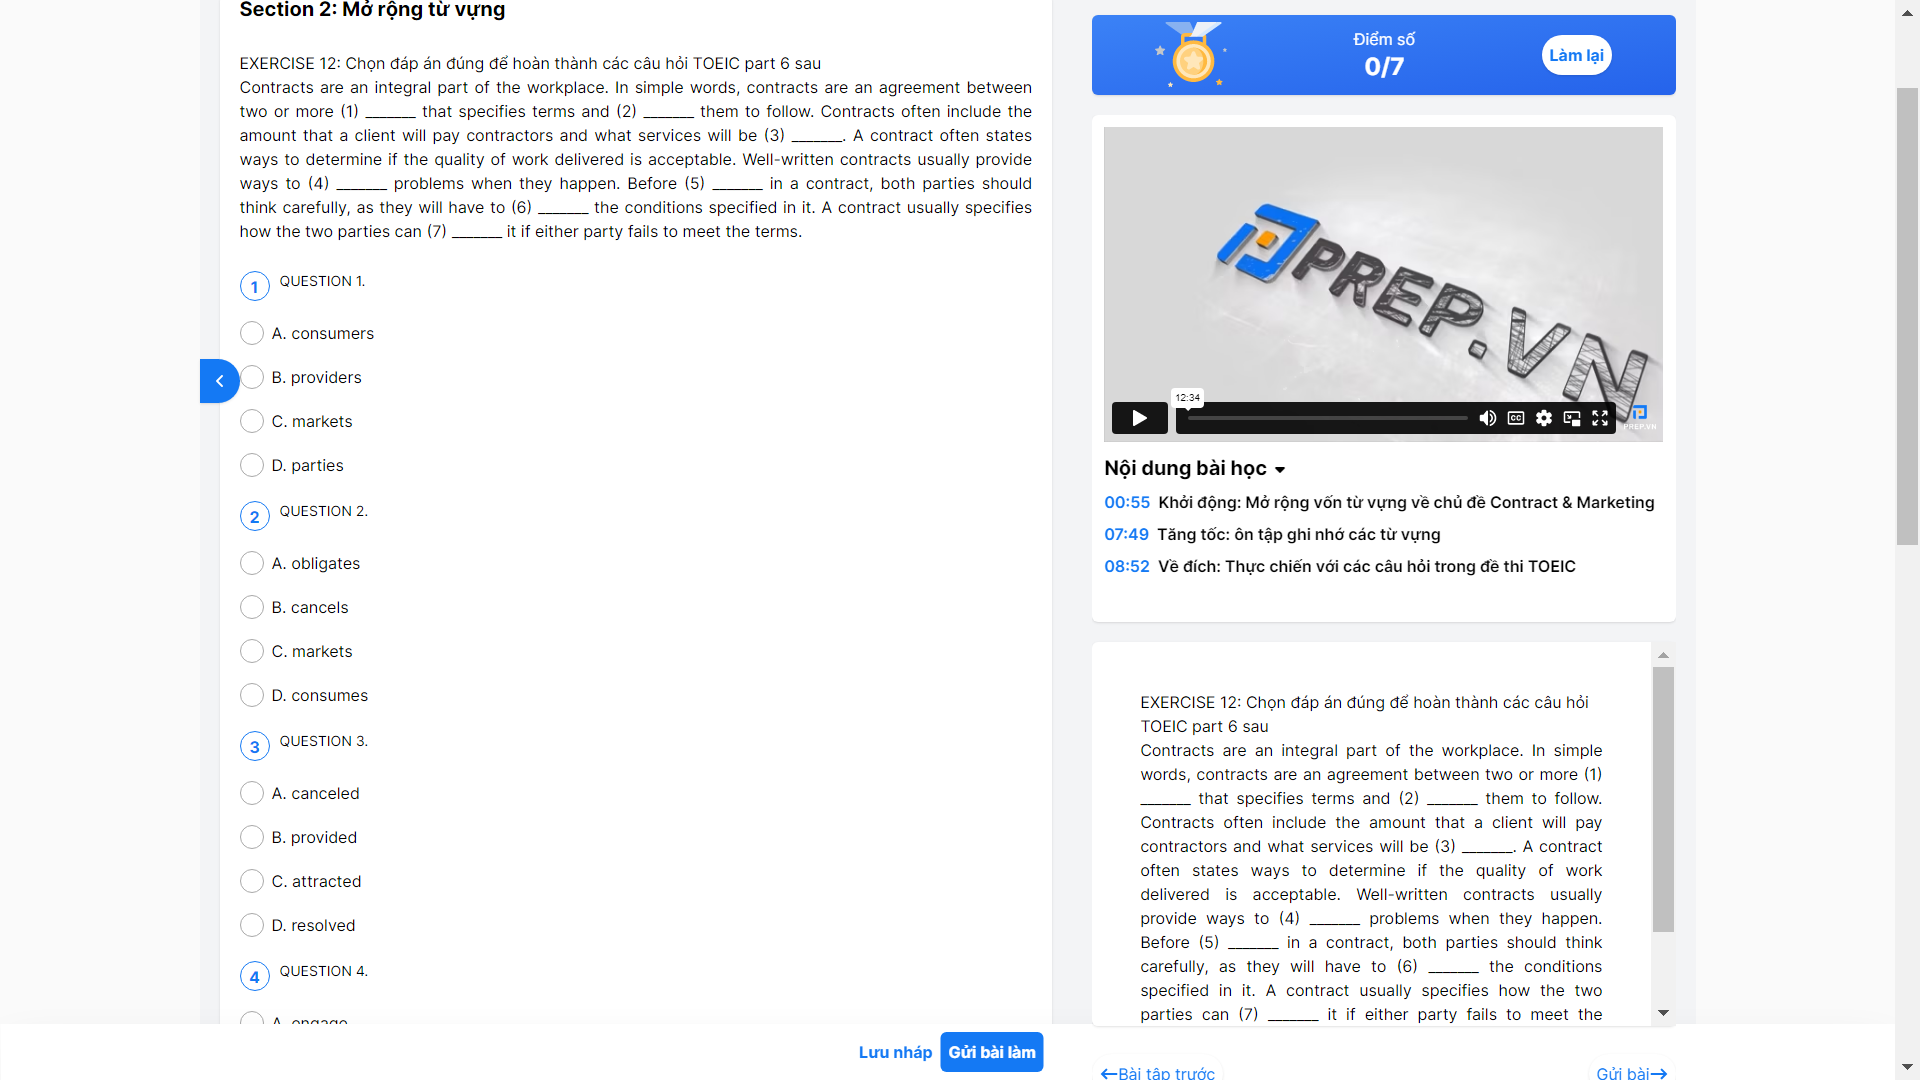 Section 2: Mở rộng từ vựng
EXERCISE 12: Chọn đáp án đúng để hoàn thành các câu hỏi TOEIC part 6 sau
Contracts are an integral part of the workplace. In simple words, contracts are an agreement between
two or more (1) _______ that specifies terms and (2) _______ them to follow. Contracts often include the
amount that a client will pay contractors and what services will be (3) _______. A contract often states
ways to determine if the quality of work delivered is acceptable. Well-written contracts usually provide
ways to (4) _______ problems when they happen. Before (5) _______ in a contract, both parties should
think carefully, as they will have to (6) _______ the conditions specified in it. A contract usually specifies
how the two parties can (7) _______ it if either party fails to meet the terms.
1 QUESTION 1.
A. consumers
B. providers
C. markets
D. parties
2 QUESTION 2.
A. obligates
B. cancels
C. markets
D. consumes
3 QUESTION 3.
A. canceled
B. provided
C. attracted
D. resolved
4 QUESTION 4.
A. engage
Lưu nháp
Gửi bài làm
Điểm số
0/7
Làm lại
PREP.VN
12:34
CC
PREP.VN
Nội dung bài học
00:55 Khởi động: Mở rộng vốn từ vựng về chủ đề Contract & Marketing
07:49 Tăng tốc: ôn tập ghi nhớ các từ vựng
08:52 Về đích: Thực chiến với các câu hỏi trong đề thi TOEIC
EXERCISE 12: Chọn đáp án đúng để hoàn thành các câu hỏi
TOEIC part 6 sau
Contracts are an integral part of the workplace. In simple
words, contracts are an agreement between two or more (1)
_______ that specifies terms and (2) _______ them to follow.
Contracts often include the amount that a client will pay
contractors and what services will be (3) _______. A contract
often states ways to determine if the quality of work
delivered is acceptable. Well-written contracts usually
provide ways to (4) _______ problems when they happen.
Before (5) _______ in a contract, both parties should think
carefully, as they will have to (6) _______ the conditions
specified in it. A contract usually specifies how the two
parties can (7) _______ it if either party fails to meet the
Bài tập trước
Gửi bài